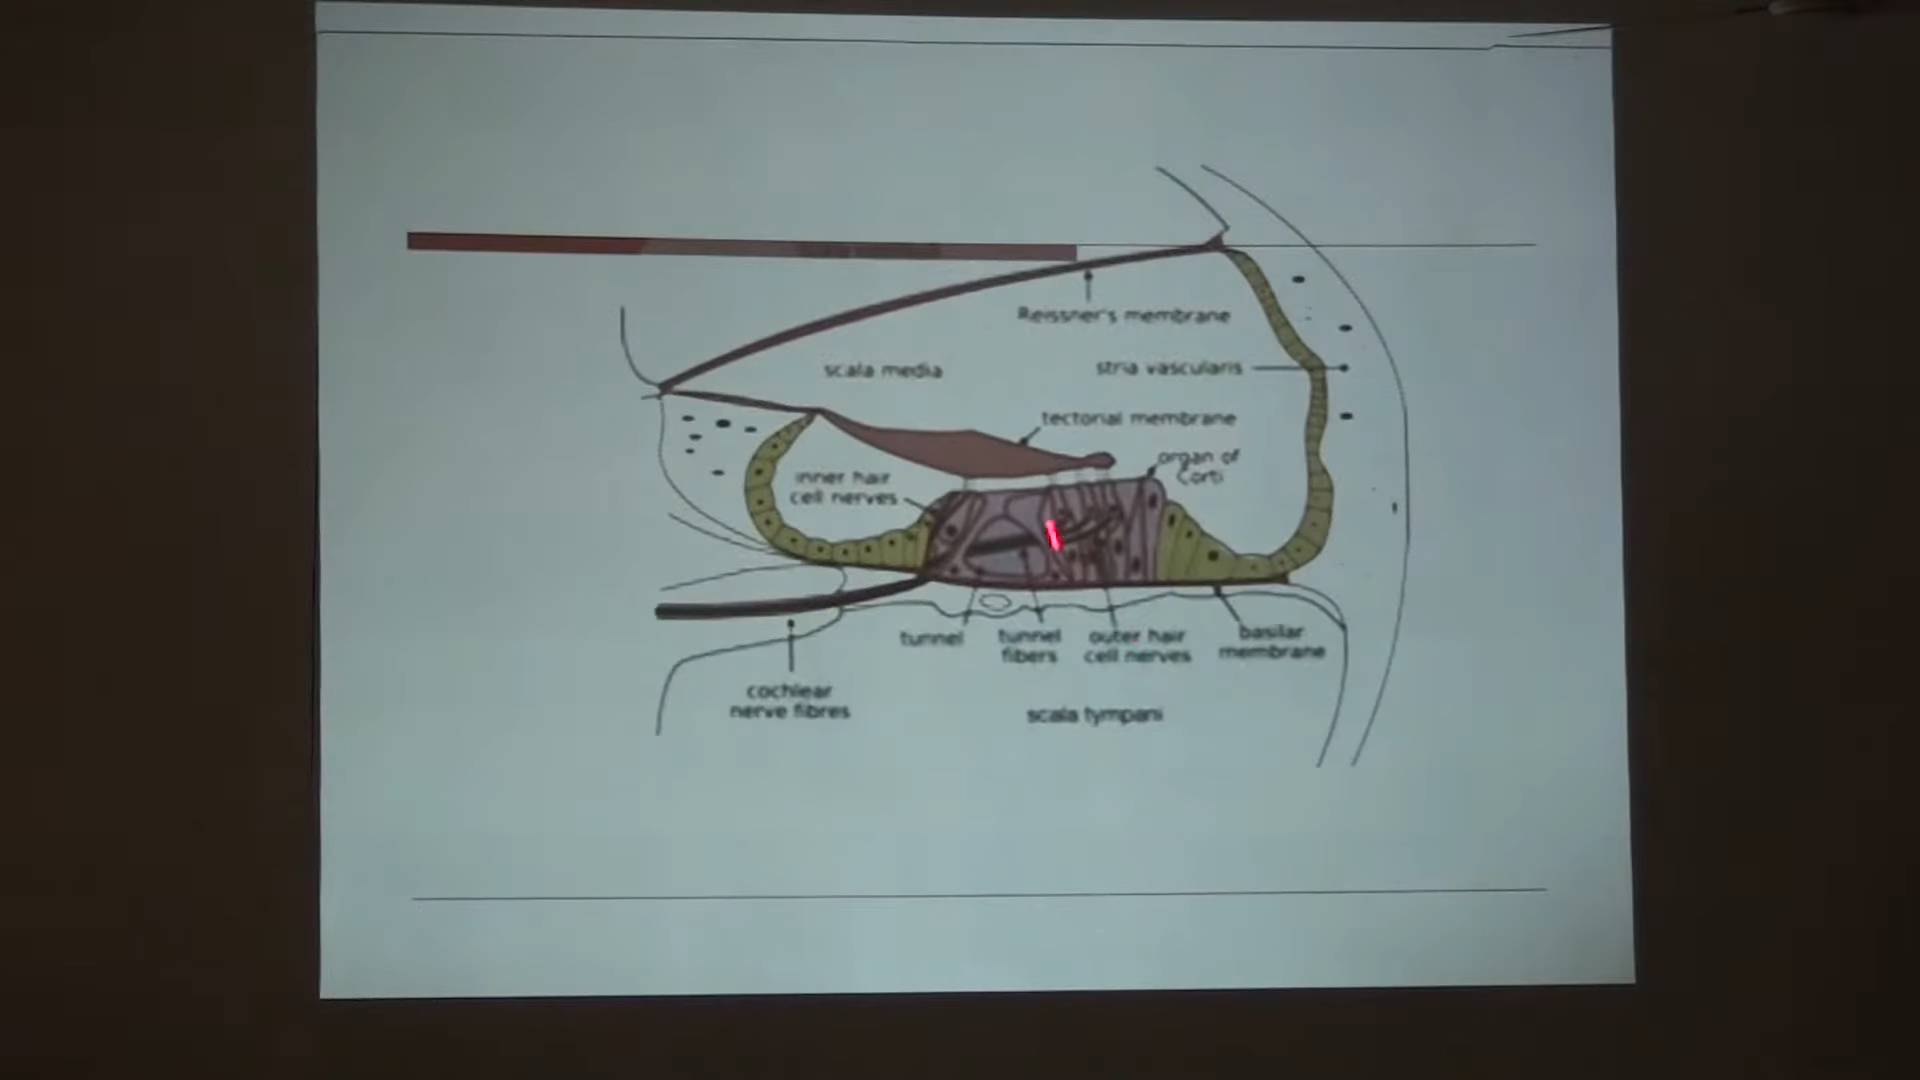 Reissner's membrane
scala media
stria vascularis
tectorial membrane
organ of
Corti
inner hair
cell nerves
tunnel
tunnel
fibers
outer hair
cell nerves
basilar
membrane
cochlear
nerve fibres
scala tympani